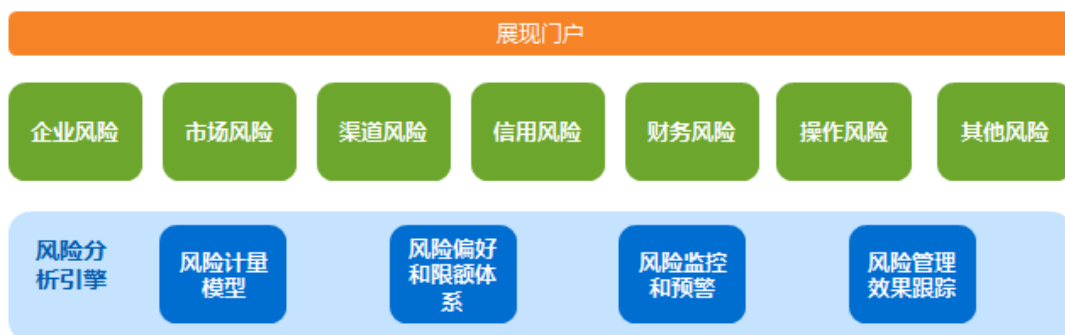 展现门户
企业风险 市场风险 渠道风险 信用风险 财务风险 操作风险 其他风险
风险分
析引擎
风险计量
模型
风险偏好
和限额体
系
风险监控
和预警
风险管理
效果跟踪